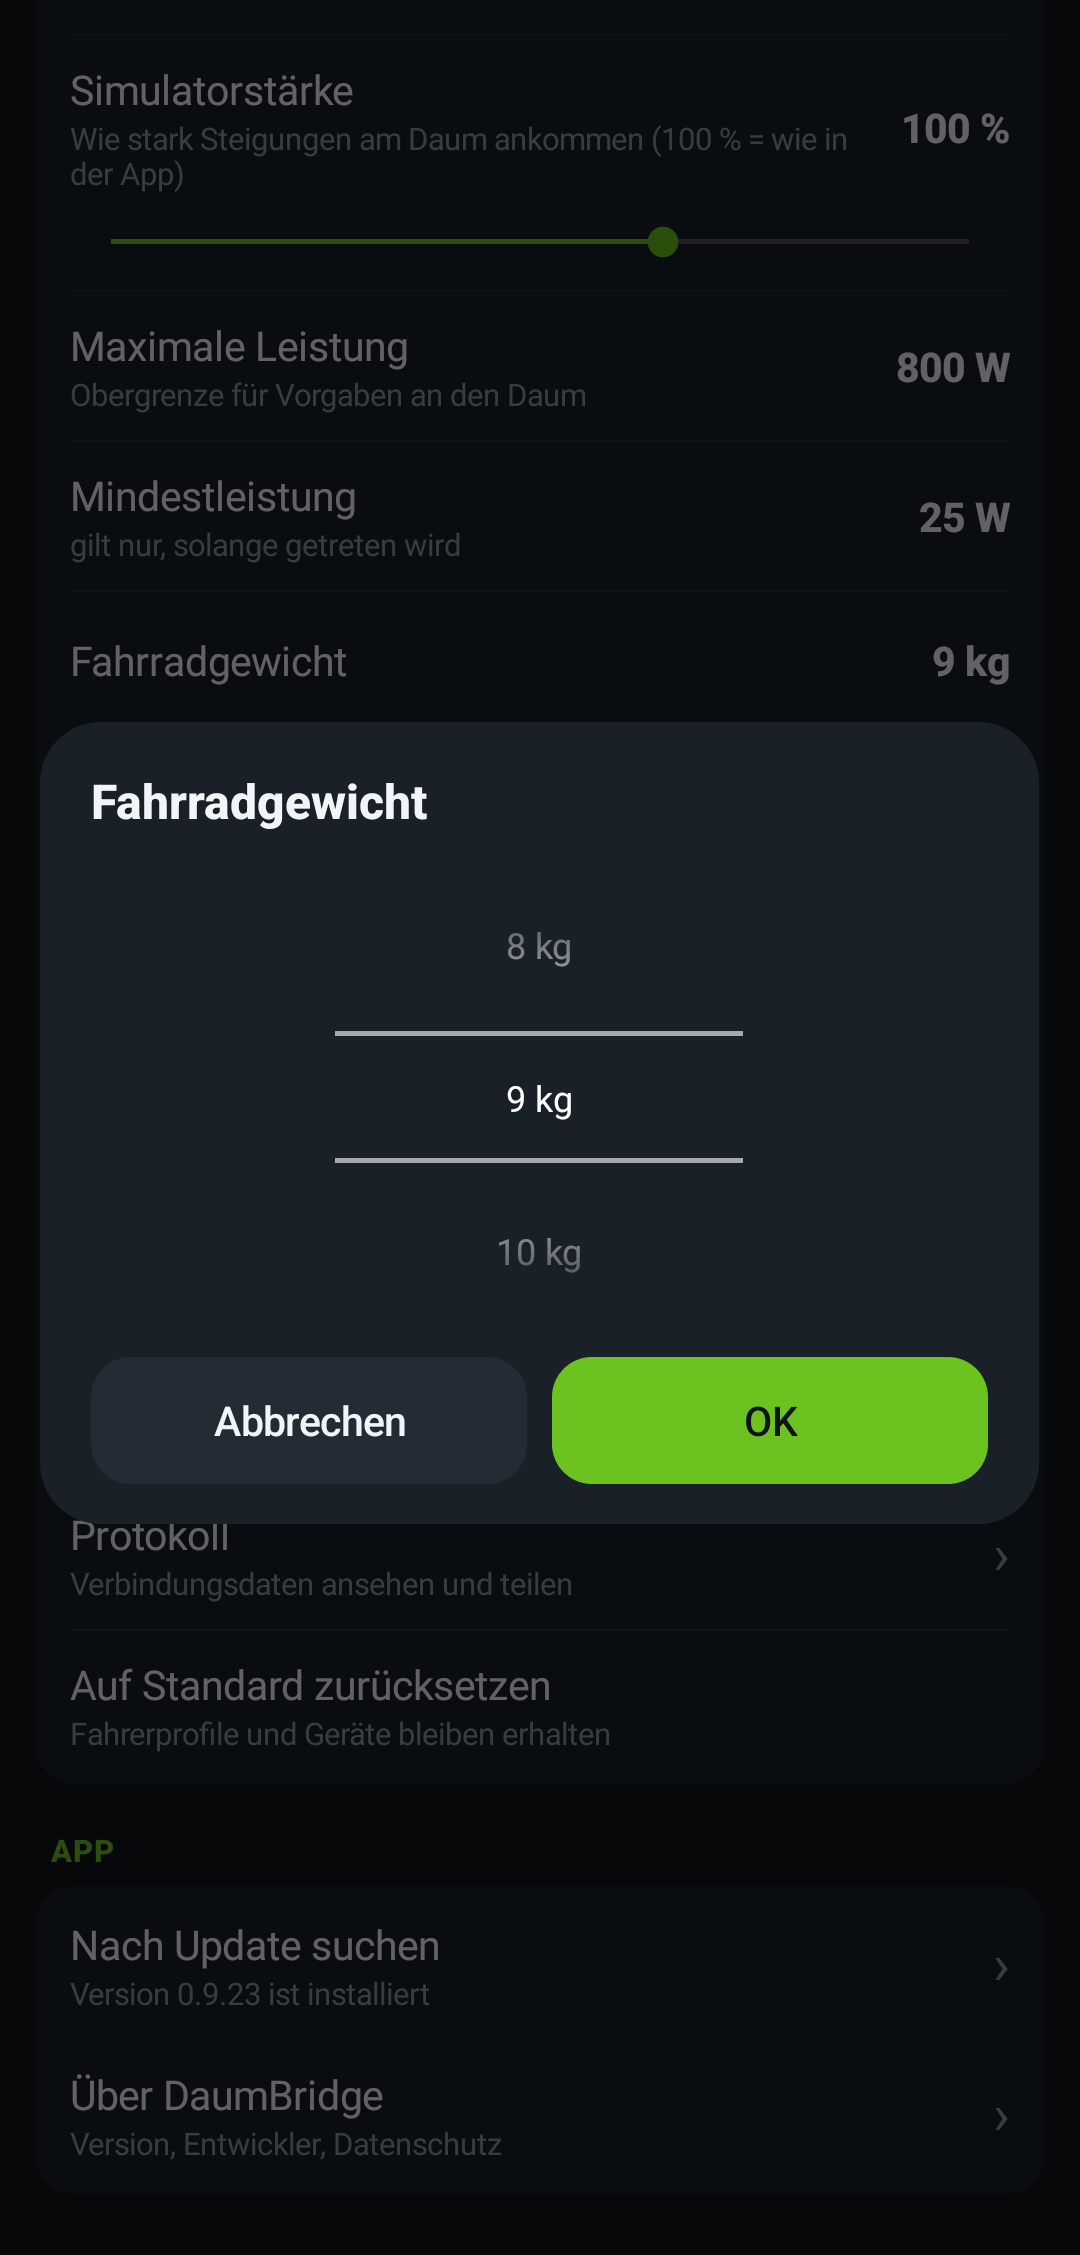 Simulatorstärke
Wie stark Steigungen am Daum ankommen (100 % = wie in der App)
100 %
Maximale Leistung
Obergrenze für Vorgaben an den Daum
800 W
Mindestleistung
gilt nur, solange getreten wird
25 W
Fahrradgewicht
9 kg
Fahrradgewicht
8 kg
9 kg
10 kg
Abbrechen
OK
Protokoll
Verbindungsdaten ansehen und teilen
Auf Standard zurücksetzen
Fahrerprofile und Geräte bleiben erhalten
APP
Nach Update suchen
Version 0.9.23 ist installiert
Über DaumBridge
Version, Entwickler, Datenschutz